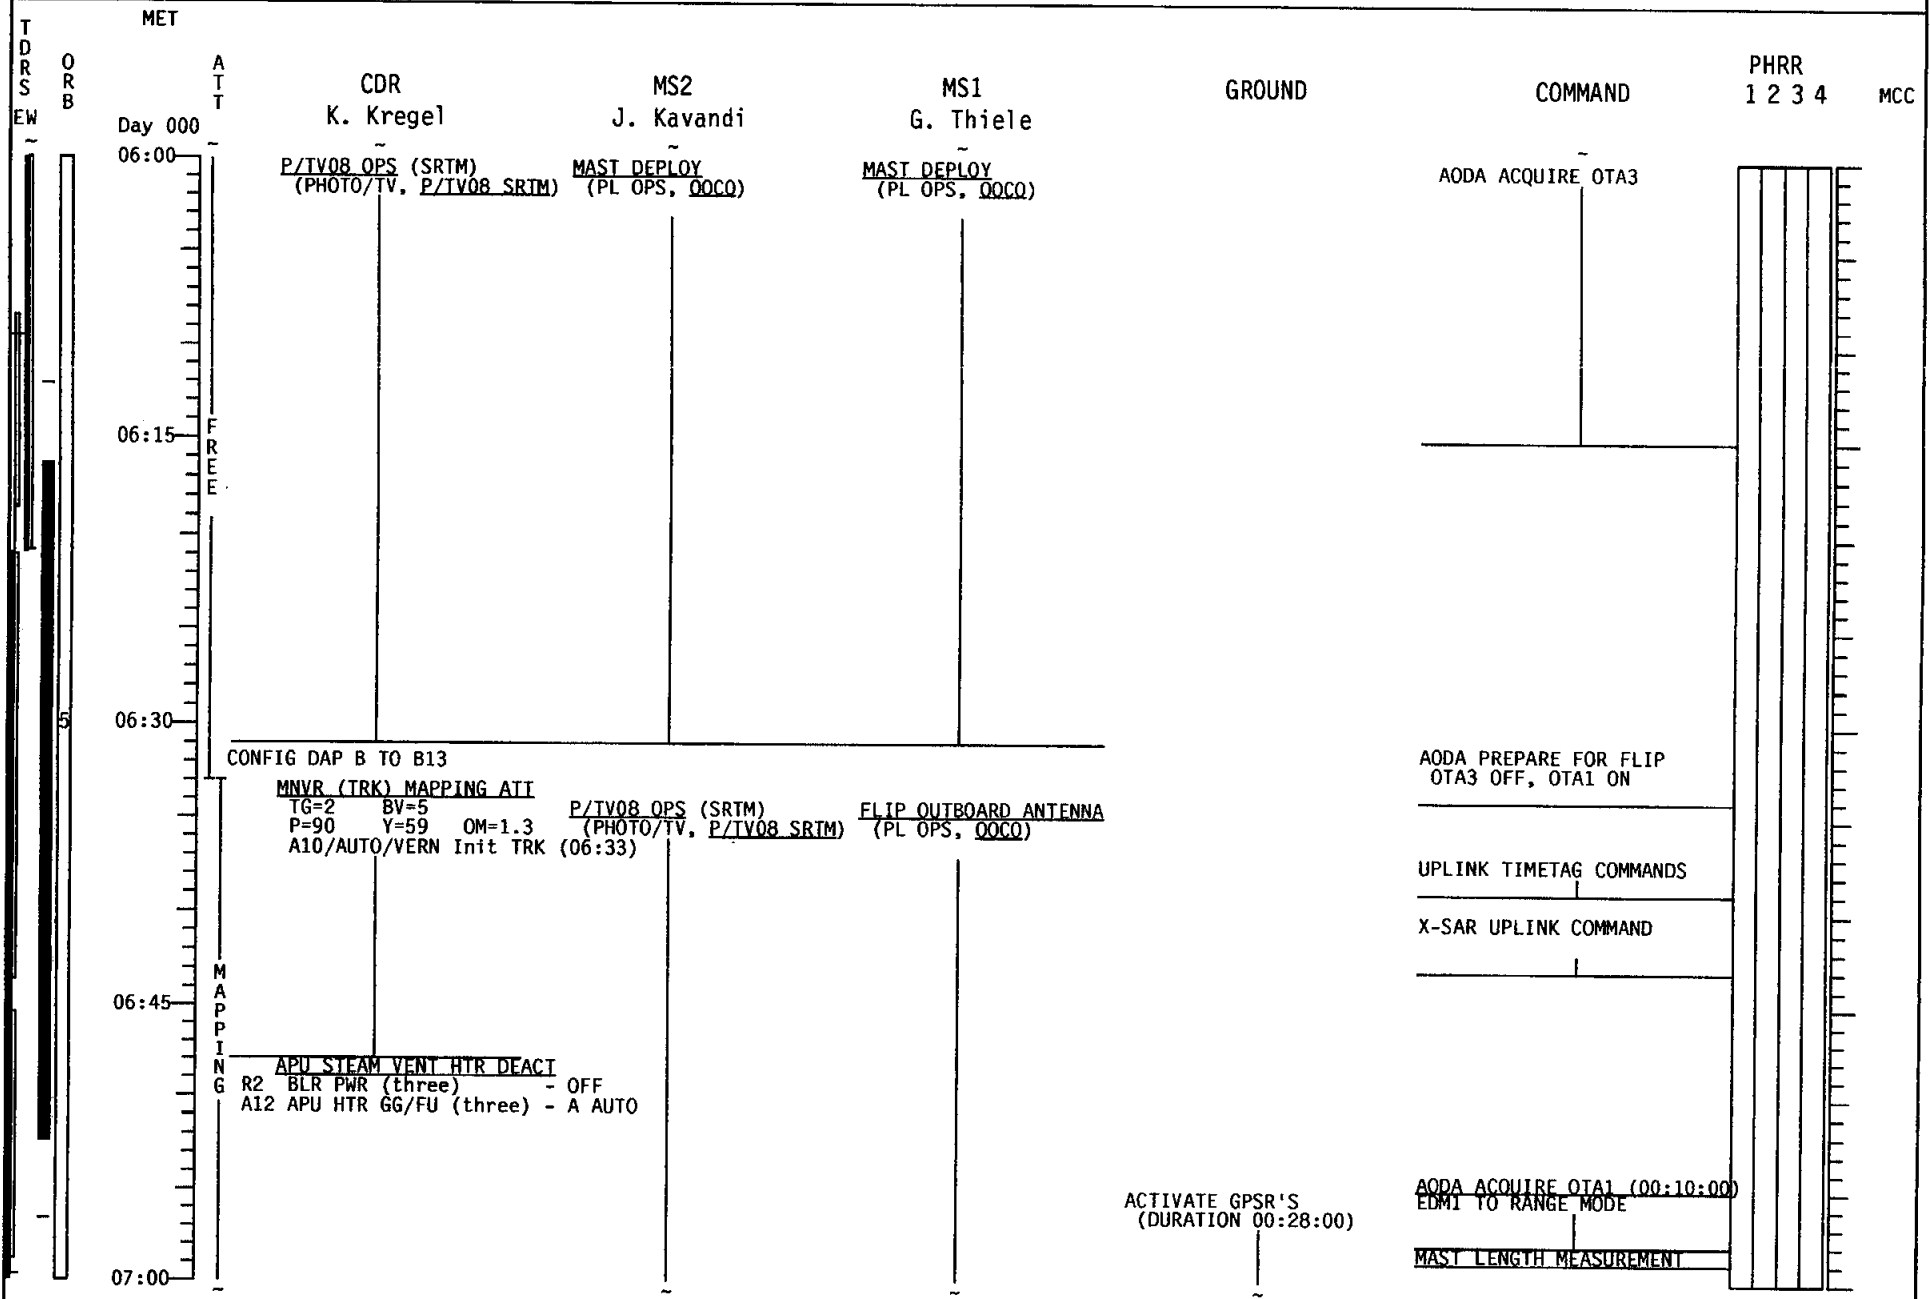 MET
TDRS
ORB
ATT
CDR
K. Kregel
MS2
J. Kavandi
MS1
G. Thiele
GROUND
COMMAND
PHRR
1 2 3 4
MCC
EW
Day 000
~ ~ ~ ~ ~ ~
06:00
P/TV08 OPS (SRTM)
(PHOTO/TV, P/TV08 SRTM)
MAST DEPLOY
(PL OPS, OOCO)
MAST DEPLOY
(PL OPS, OOCO)
AODA ACQUIRE OTA3
06:15
FREE
06:30
5
CONFIG DAP B TO B13
MNVR (TRK) MAPPING ATT
TG=2 BV=5
P=90 Y=59 OM=1.3
A10/AUTO/VERN Init TRK (06:33)
P/TV08 OPS (SRTM)
(PHOTO/TV, P/TV08 SRTM)
FLIP OUTBOARD ANTENNA
(PL OPS, OOCO)
AODA PREPARE FOR FLIP
OTA3 OFF, OTA1 ON
UPLINK TIMETAG COMMANDS
X-SAR UPLINK COMMAND
06:45
MAPPING
APU STEAM VENT HTR DEACT
R2 BLR PWR (three) - OFF
A12 APU HTR GG/FU (three) - A AUTO
ACTIVATE GPSR'S
(DURATION 00:28:00)
AODA ACQUIRE OTA1 (00:10:00)
EDM1 TO RANGE MODE
MAST LENGTH MEASUREMENT
07:00
~ ~ ~ ~